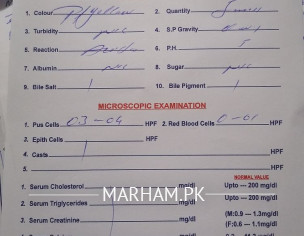 1. Colour P/Yellow 2. Quantity
3. Turbidity Nil 4. S.P Gravity
5. Reaction Acidic 6. P.H 5
7. Albumin Nil 8. Sugar Nil
9. Bile Salt / 10. Bile Pigment /
MICROSCOPIC EXAMINATION
1. Pus Cells 03-04 HPF 2. Red Blood Cells 0-01 HPF
3. Epith Cells / HPF
4. Casts / HPF
5. HPF
NORMAL VALUE
1. Serum Cholesterol mg/dl Upto --- 200 mg/dl
MARHAM.PK
2. Serum Triglycerides mg/dl Upto --- 200 mg/dl
3. Serum Creatinine mg/dl (M:0.9 --- 1.3mg/dl)
(F:0.6 --- 1.1mg/dl)